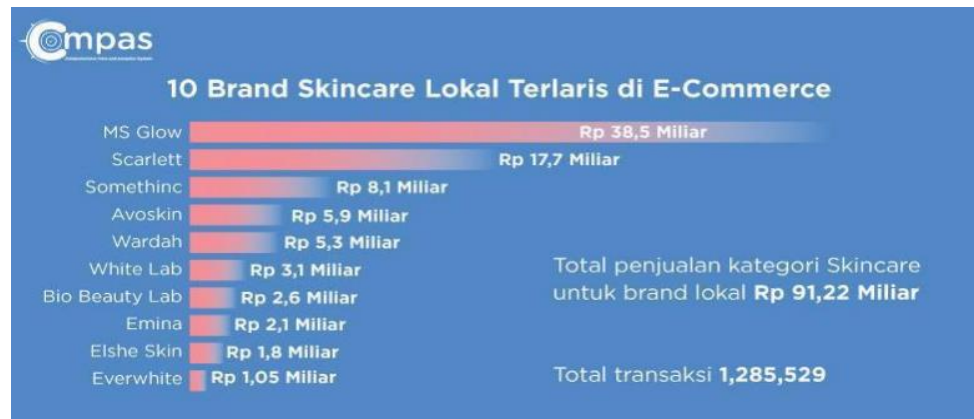 Compas
10 Brand Skincare Lokal Terlaris di E-Commerce
MS Glow Rp 38,5 Miliar
Scarlett Rp 17,7 Miliar
Somethinc Rp 8,1 Miliar
Avoskin Rp 5,9 Miliar
Wardah Rp 5,3 Miliar
White Lab Rp 3,1 Miliar
Bio Beauty Lab Rp 2,6 Miliar
Emina Rp 2,1 Miliar
Elshe Skin Rp 1,8 Miliar
Everwhite Rp 1,05 Miliar
Total penjualan kategori Skincare
untuk brand lokal Rp 91,22 Miliar
Total transaksi 1,285,529